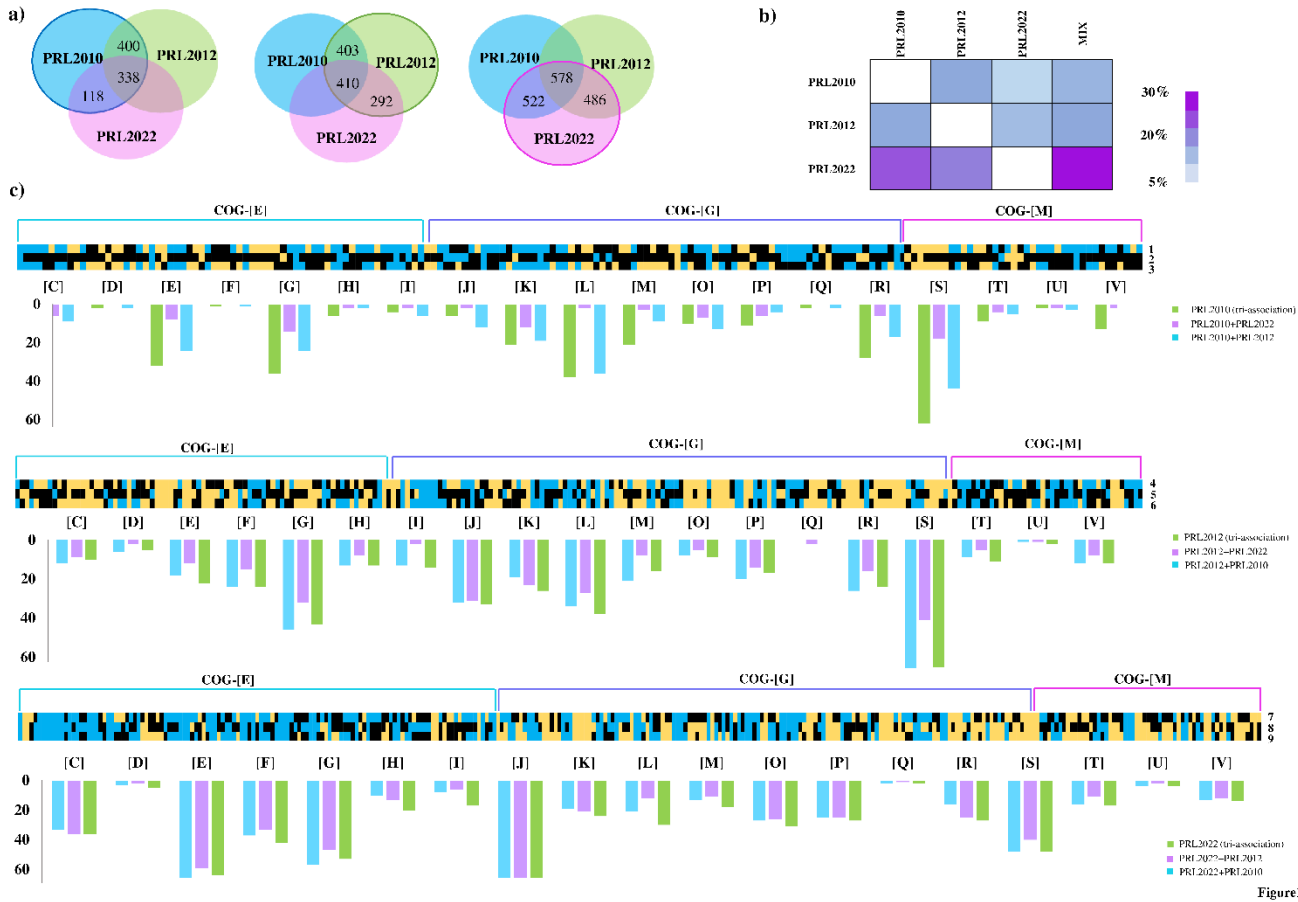 a)
PRL2010
400
PRL2012
338
118
PRL2022
PRL2010
403
PRL2012
410
292
PRL2022
PRL2010
578
PRL2012
522
486
PRL2022
b)
PRL2010
PRL2012
PRL2022
MIX
PRL2010
PRL2012
PRL2022
30%
20%
5%
c)
COG-[E] COG-[G] COG-[M]
1
2
3
[C] [D] [E] [F] [G] [H] [I] [J] [K] [L] [M] [O] [P] [Q] [R] [S] [T] [U] [V]
0
20
40
60
PRL2010 (tri-association)
PRL2010+PRL2022
PRL2010+PRL2012
COG-[E] COG-[G] COG-[M]
4
5
6
[C] [D] [E] [F] [G] [H] [I] [J] [K] [L] [M] [O] [P] [Q] [R] [S] [T] [U] [V]
0
20
40
60
PRL2012 (tri-association)
PRL2012+PRL2022
PRL2012+PRL2010
COG-[E] COG-[G] COG-[M]
7
8
9
[C] [D] [E] [F] [G] [H] [I] [J] [K] [L] [M] [O] [P] [Q] [R] [S] [T] [U] [V]
0
20
40
60
PRL2022 (tri-association)
PRL2022+PRL2012
PRL2022+PRL2010
Figure